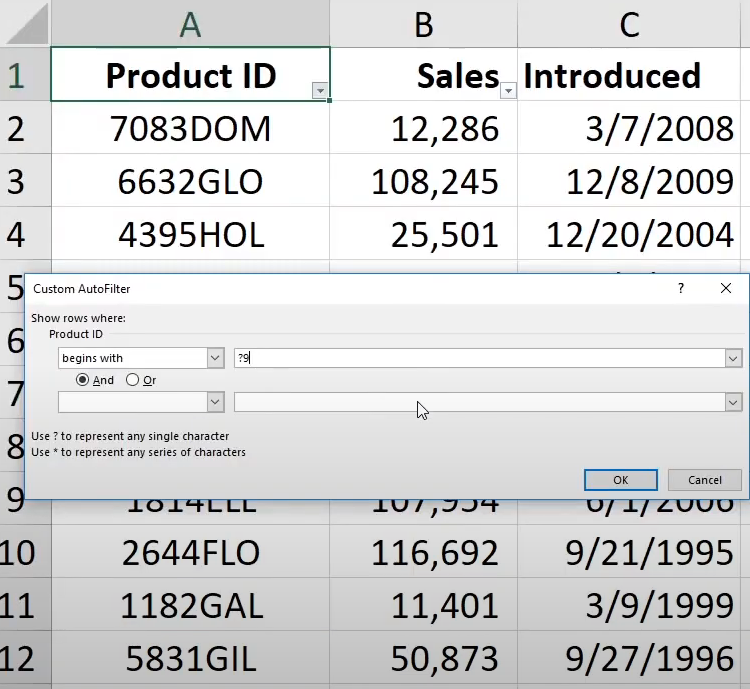 A B C
1 Product ID Sales Introduced
2 7083DOM 12,286 3/7/2008
3 6632GLO 108,245 12/8/2009
4 4395HOL 25,501 12/20/2004
5
Custom AutoFilter ?
Show rows where:
Product ID
begins with ?9
And Or
Use ? to represent any single character
Use * to represent any series of characters
OK Cancel
6
7
8
9 1814ELL 107,954 6/1/2006
10 2644FLO 116,692 9/21/1995
11 1182GAL 11,401 3/9/1999
12 5831GIL 50,873 9/27/1996